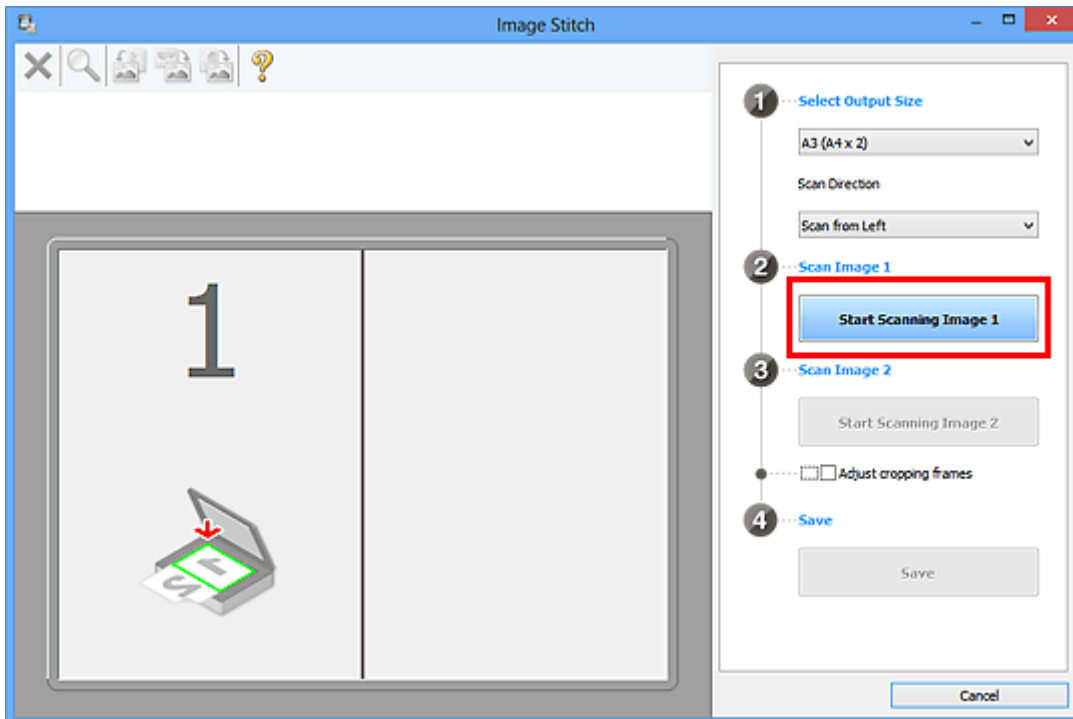 Image Stitch
1
1 Select Output Size
A3 (A4 x 2)
Scan Direction
Scan from Left
2 Scan Image 1
Start Scanning Image 1
3 Scan Image 2
Start Scanning Image 2
Adjust cropping frames
4 Save
Save
Cancel
1
2